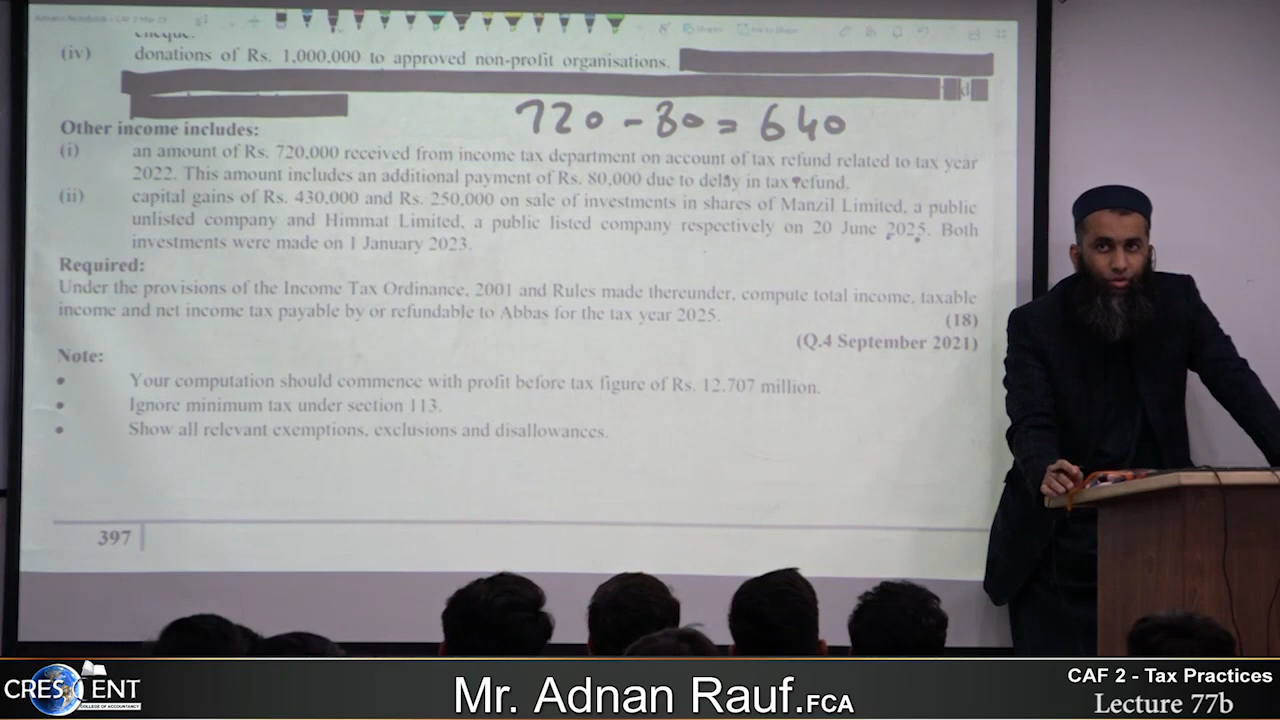 (iv) donations of Rs. 1,000,000 to approved non-profit organisations.
720 - 80 = 640
Other income includes:
(i) an amount of Rs. 720,000 received from income tax department on account of tax refund related to tax year
2022. This amount includes an additional payment of Rs. 80,000 due to delay in tax refund.
(ii) capital gains of Rs. 430,000 and Rs. 250,000 on sale of investments in shares of Manzil Limited, a public
unlisted company and Himmat Limited, a public listed company respectively on 20 June 2025. Both
investments were made on 1 January 2023.
Required:
Under the provisions of the Income Tax Ordinance, 2001 and Rules made thereunder, compute total income, taxable
income and net income tax payable by or refundable to Abbas for the tax year 2025.
(18)
(Q.4 September 2021)
Note:
• Your computation should commence with profit before tax figure of Rs. 12.707 million.
• Ignore minimum tax under section 113.
• Show all relevant exemptions, exclusions and disallowances.
397
CRESCENT
COLLEGE OF ACCOUNTANCY
Mr. Adnan Rauf.FCA
CAF 2 - Tax Practices
Lecture 77b